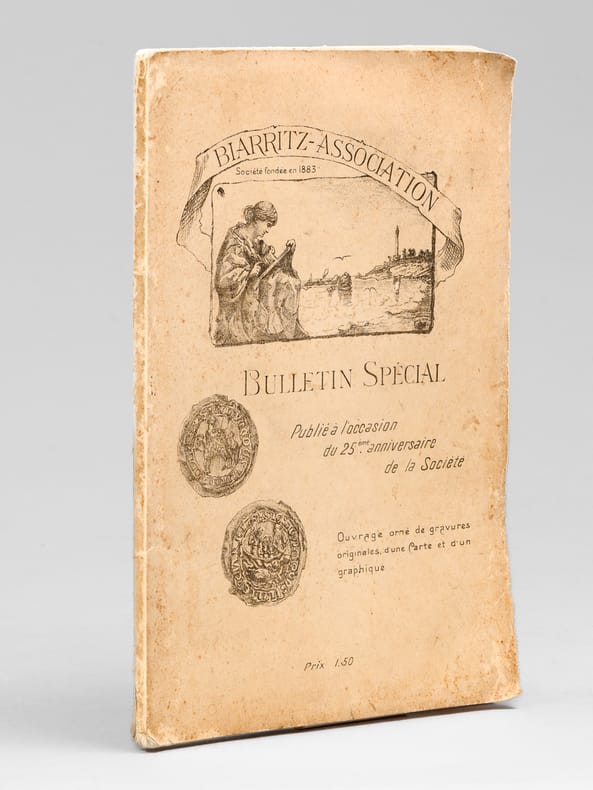 BIARRITZ-ASSOCIATION
Société fondée en 1883
BULLETIN SPÉCIAL
Publié à l'occasion
du 25ème anniversaire
de la Société
Ouvrage orné de gravures
originales, d'une Carte et d'un
graphique
Prix 1.50